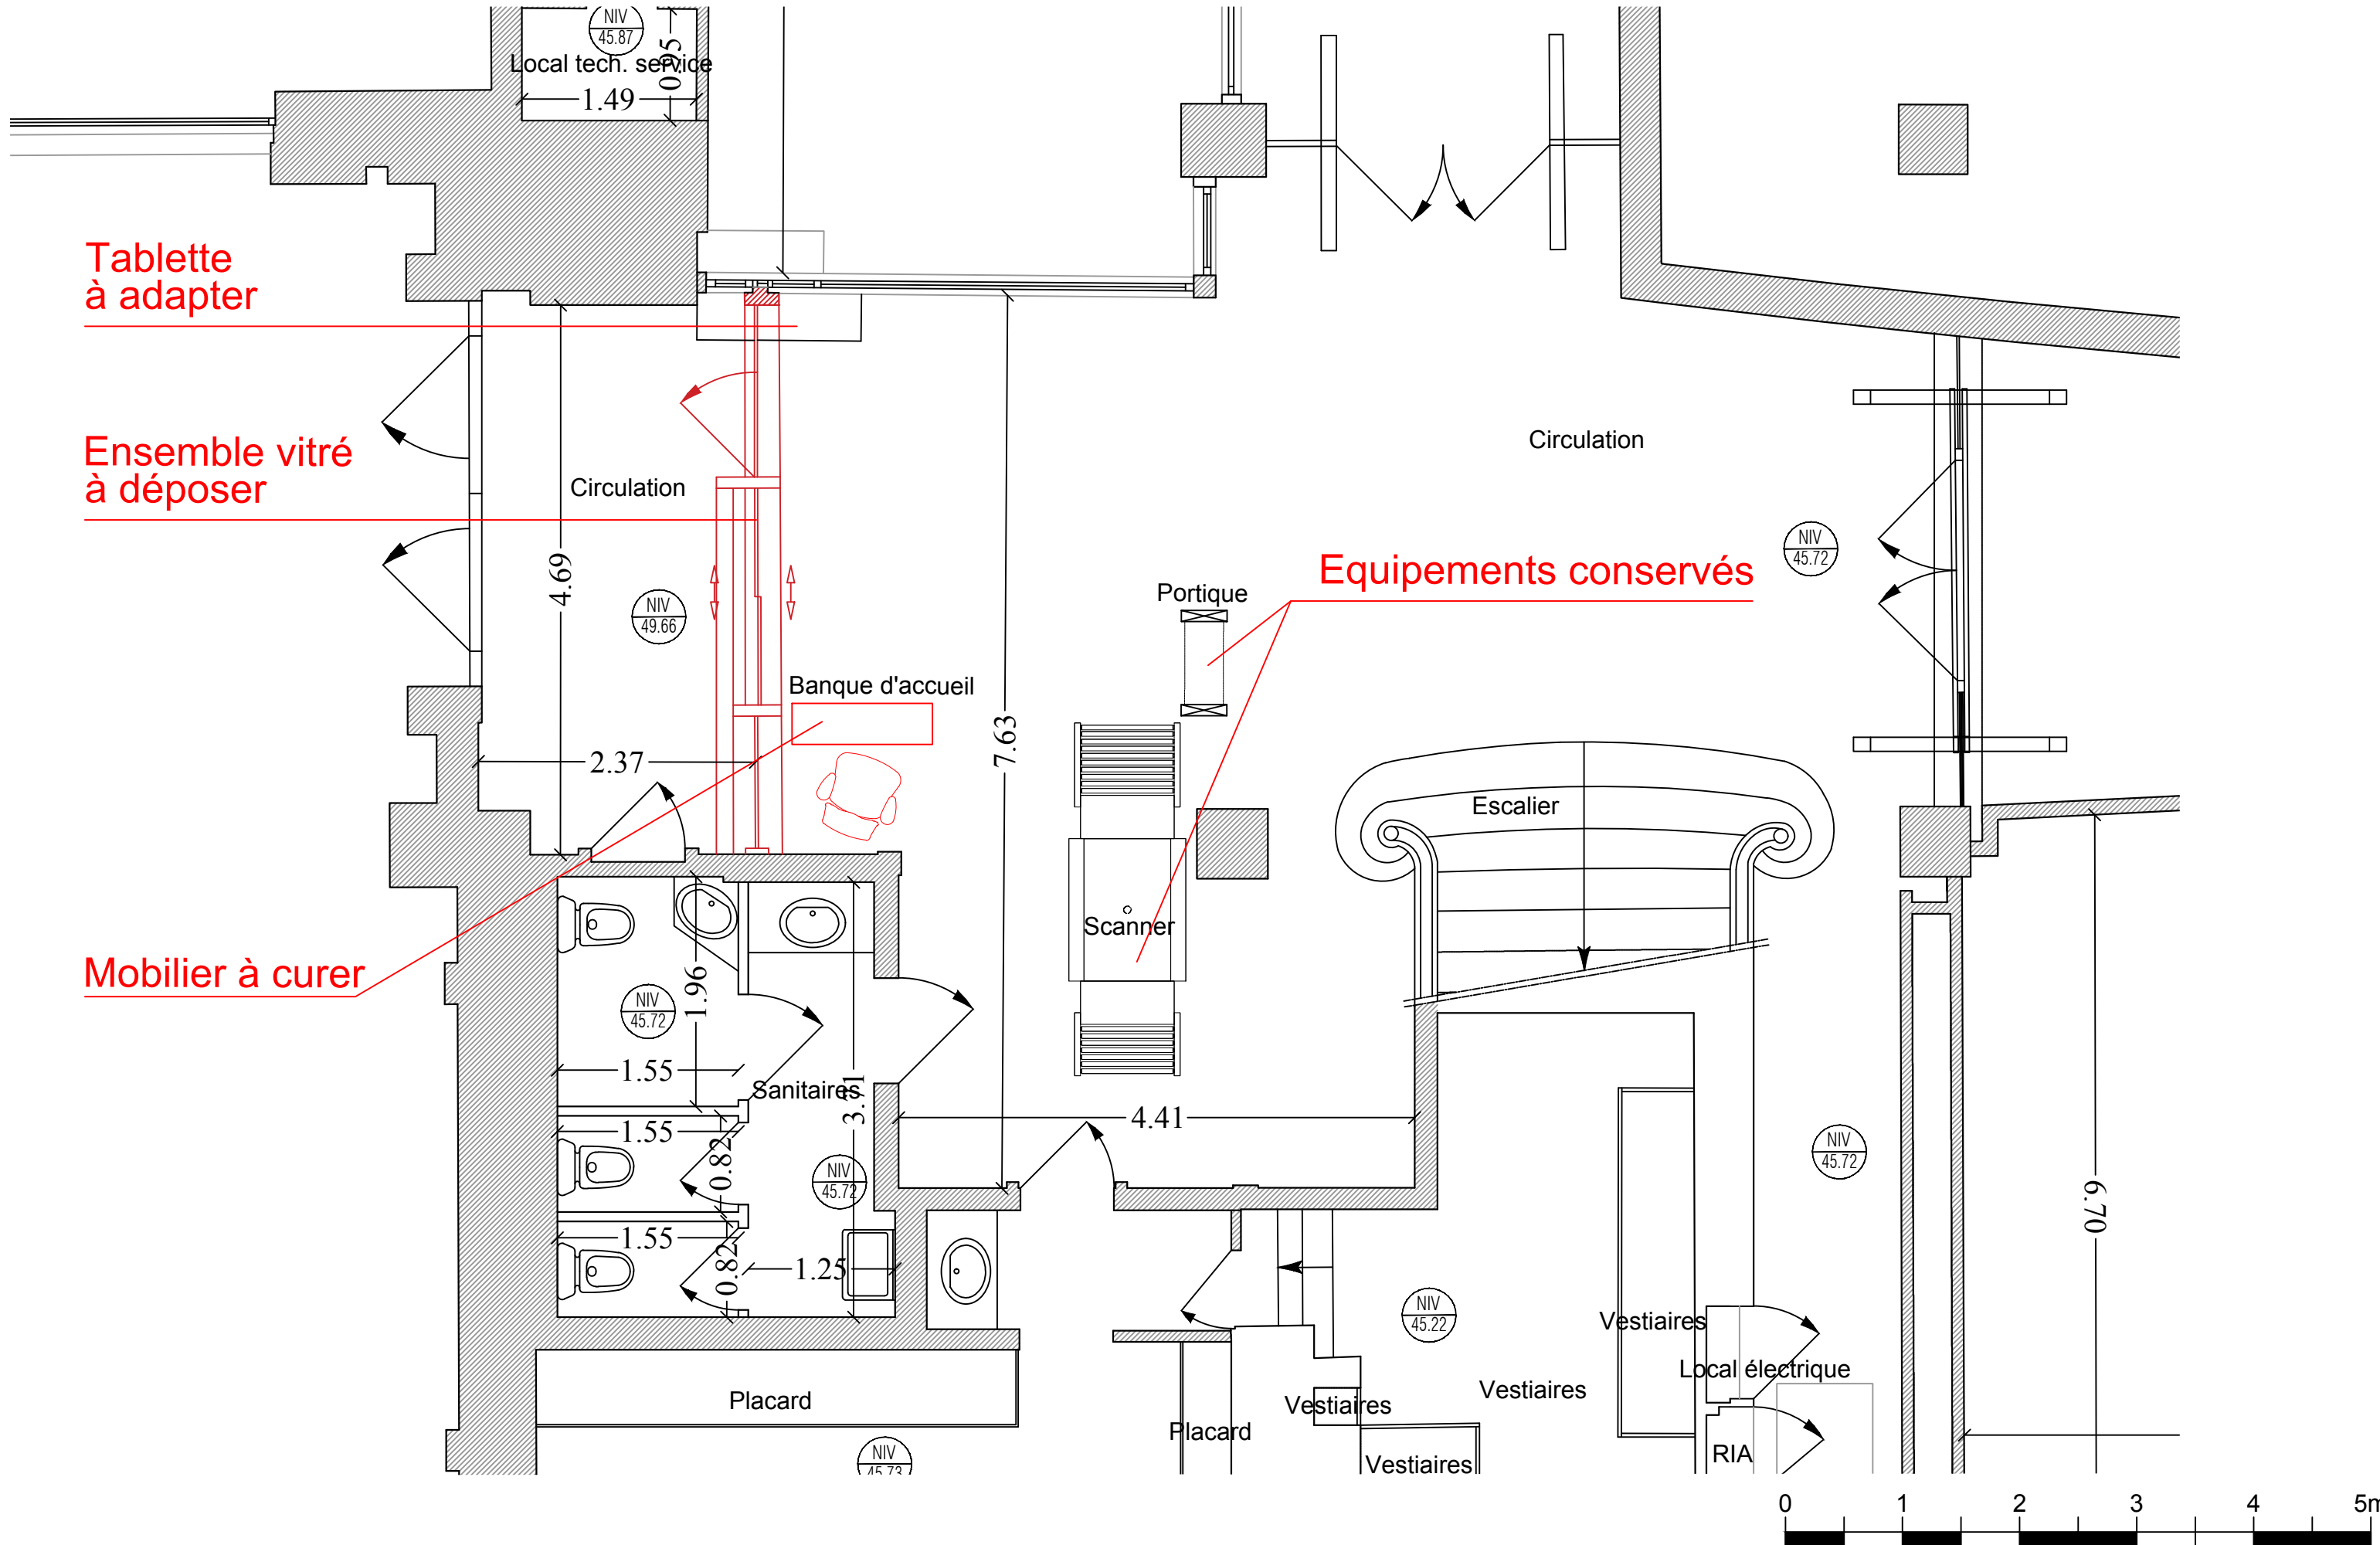 NIV
45.87
Local tech. service
0.95
1.49
Tablette
à adapter
Ensemble vitré
à déposer
Circulation
Circulation
NIV
45.72
4.69
Equipements conservés
Portique
NIV
49.66
Banque d'accueil
7.63
2.37
Escalier
Scanner
Mobilier à curer
1.96
NIV
45.72
1.55
Sanitaires
3.71
4.41
1.55
0.82
NIV
45.72
NIV
45.72
6.70
1.55
0.82
1.25
NIV
45.22
Vestiaires
Local électrique
Placard
Vestiaires
Vestiaires
Placard
RIA
Vestiaires
NIV
45.73
0 1 2 3 4 5m